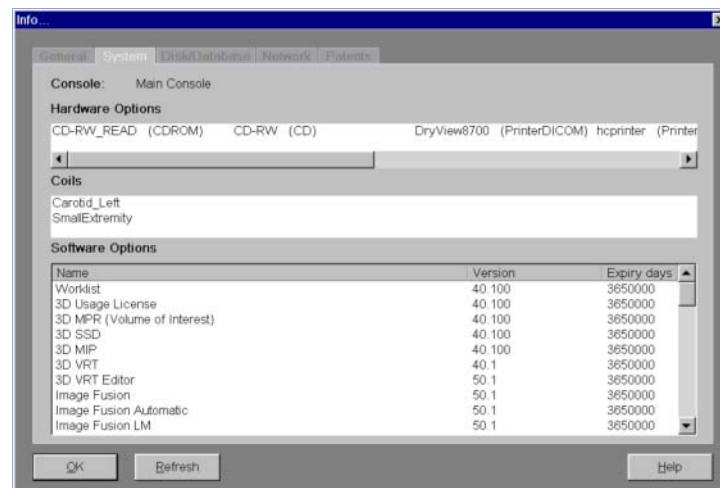 Info...
General System Disk/Database Network Patents
Console: Main Console
Hardware Options
CD-RW_READ (CDROM) CD-RW (CD) DryView8700 (PrinterDICOM) hcprinter (Printer
Coils
Carotid_Left
SmallExtremity
Software Options
Name Version Expiry days
Worklist 40.100 3650000
3D Usage License 40.100 3650000
3D MPR (Volume of Interest) 40.100 3650000
3D SSD 40.100 3650000
3D MIP 40.100 3650000
3D VRT 40.1 3650000
3D VRT Editor 50.1 3650000
Image Fusion 50.1 3650000
Image Fusion Automatic 50.1 3650000
Image Fusion LM 50.1 3650000
OK Refresh Help